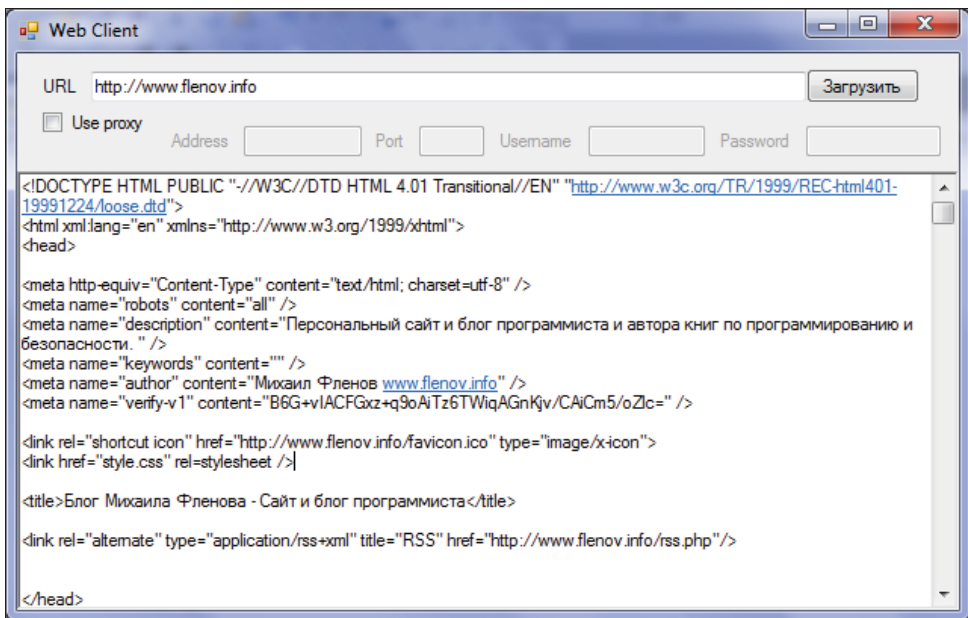 Web Client
URL http://www.flenov.info Загрузить
Use proxy Address Port Username Password
<!DOCTYPE HTML PUBLIC "-//W3C//DTD HTML 4.01 Transitional//EN" "http://www.w3c.org/TR/1999/REC-html401-
19991224/loose.dtd">
<html xml:lang="en" xmlns="http://www.w3.org/1999/xhtml">
<head>
<meta http-equiv="Content-Type" content="text/html; charset=utf-8" />
<meta name="robots" content="all" />
<meta name="description" content="Персональный сайт и блог программиста и автора книг по программированию и
безопасности. " />
<meta name="keywords" content="" />
<meta name="author" content="Михаил Фленов www.flenov.info" />
<meta name="verify-v1" content="B6G+vIACFGxz+q9oAiTz6TWiqAGnKjv/CAiCm5/oZIc=" />
<link rel="shortcut icon" href="http://www.flenov.info/favicon.ico" type="image/x-icon">
<link href="style.css" rel=stylesheet />
<title>Блог Михаила Фленова - Сайт и блог программиста</title>
<link rel="alternate" type="application/rss+xml" title="RSS" href="http://www.flenov.info/rss.php"/>
</head>